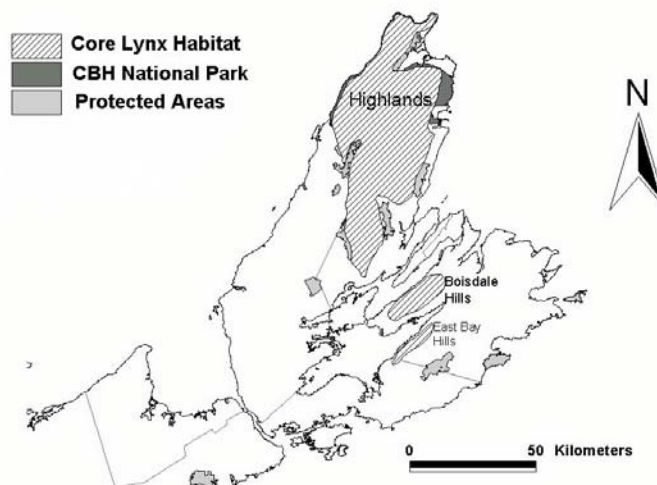 Core Lynx Habitat
CBH National Park
Protected Areas
Highlands
N
Boisdale
Hills
East Bay
Hills
0 50 Kilometers